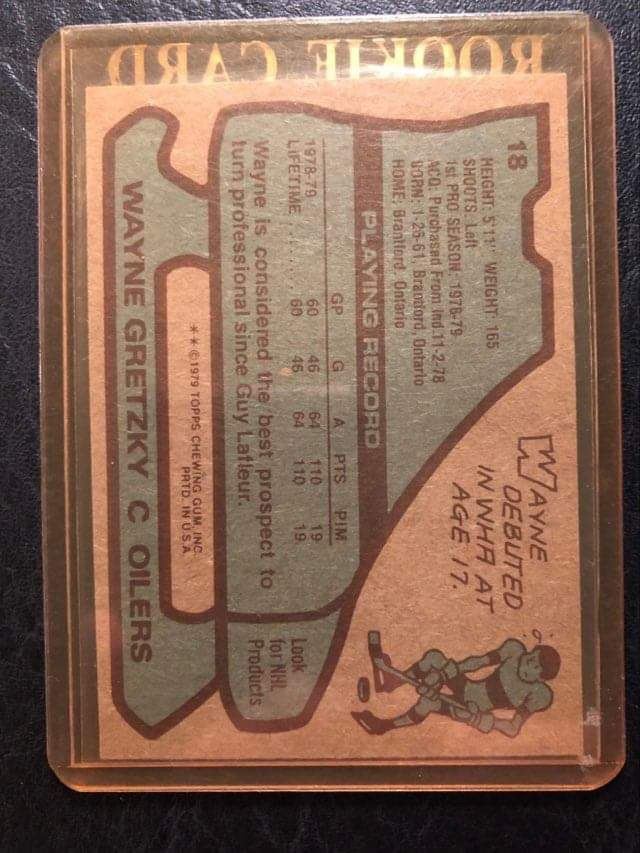 ROOKIE CARD
18
HEIGHT: 5'11" WEIGHT: 165
SHOOTS: Left
1st PRO SEASON: 1978-79
ACQ: Purchased From Ind 11-2-78
BORN: 1-26-61, Brantford, Ontario
HOME: Brantford, Ontario
WAYNE
DEBUTED
IN WHA AT
AGE 17.
PLAYING RECORD
GP G A PTS PIM
1978-79 60 46 64 110 19
LIFETIME ....... 60 46 64 110 19
Wayne is considered the best prospect to
turn professional since Guy Lafleur.
Look
for NHL
Products
** ©1979 TOPPS CHEWING GUM, INC.
PRTD. IN U.S.A.
WAYNE GRETZKY C OILERS